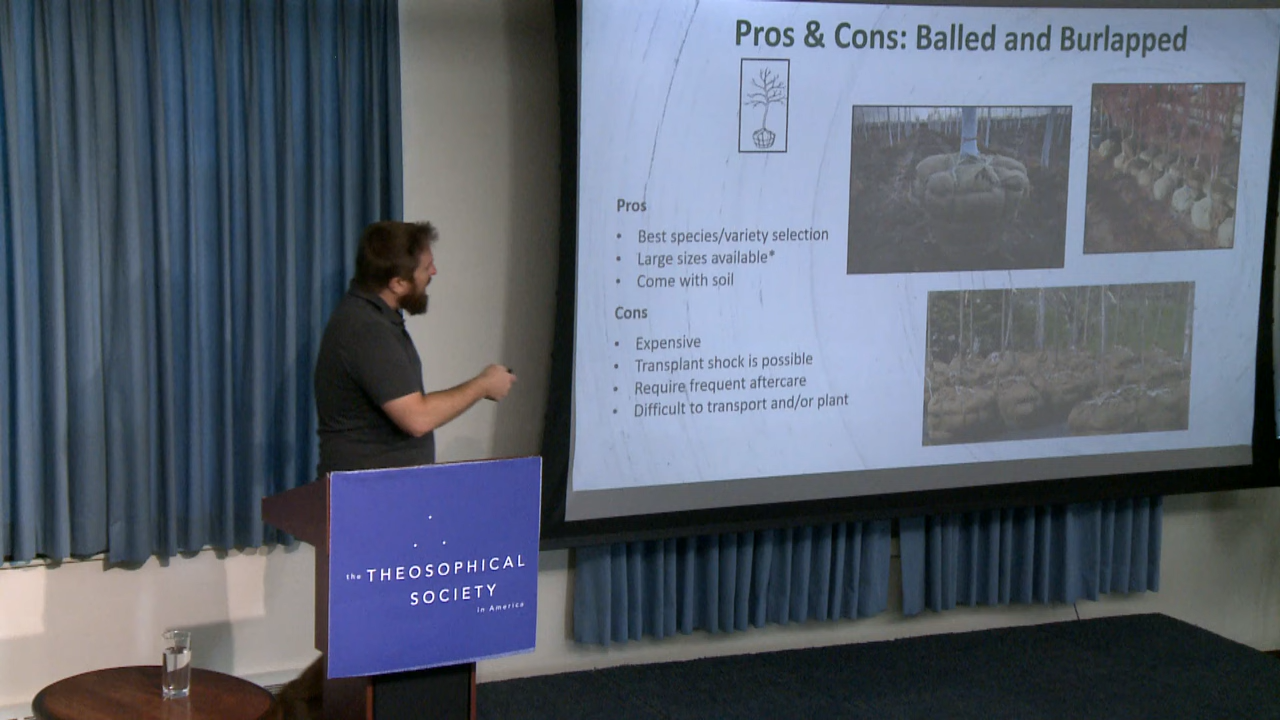 Pros & Cons: Balled and Burlapped
Pros
• Best species/variety selection
• Large sizes available*
• Come with soil
Cons
• Expensive
• Transplant shock is possible
• Require frequent aftercare
• Difficult to transport and/or plant
the THEOSOPHICAL
SOCIETY
in America